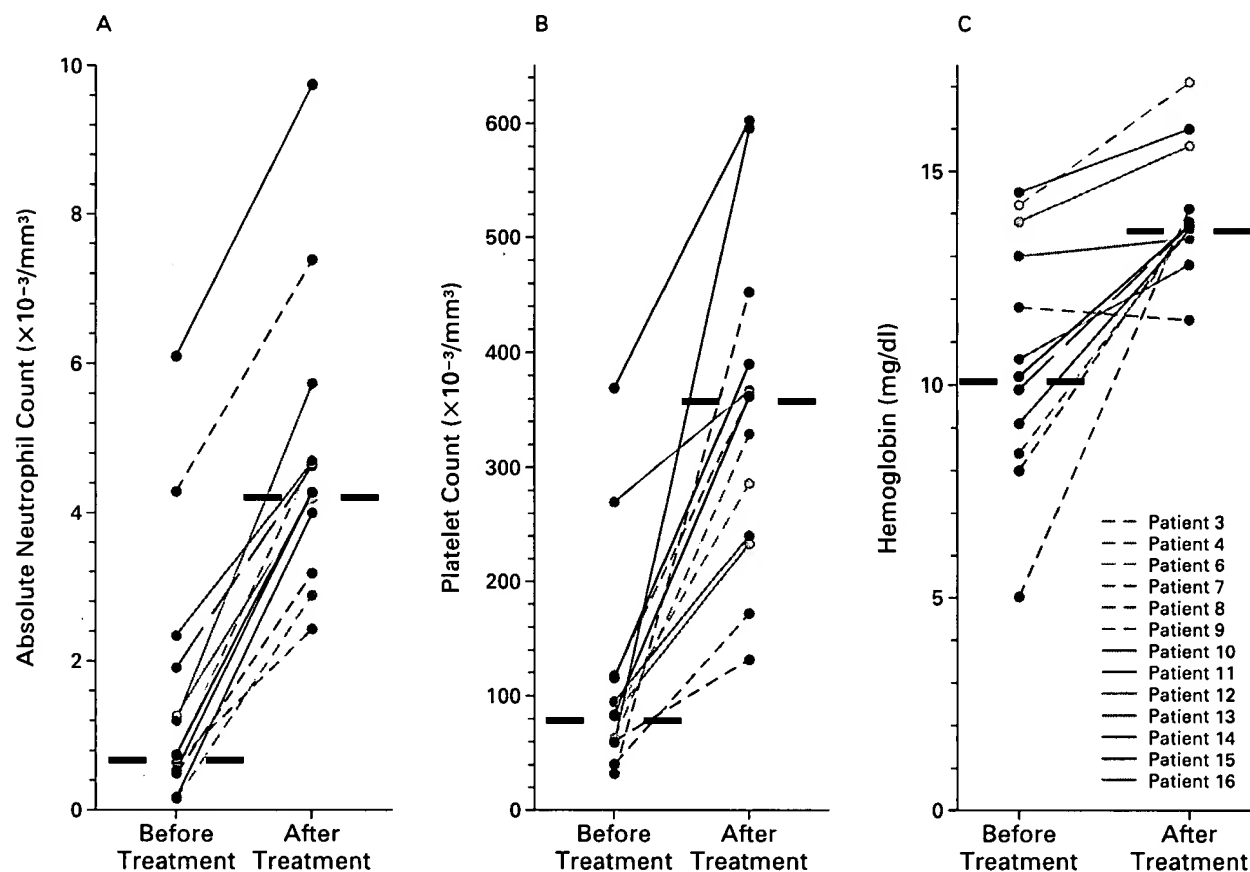 A
B
C
Absolute Neutrophil Count (×10⁻³/mm³)
10
8
6
4
2
0
Before
Treatment
After
Treatment
Platelet Count (×10⁻³/mm³)
600
500
400
300
200
100
0
Before
Treatment
After
Treatment
Hemoglobin (mg/dl)
15
10
5
0
Patient 3
Patient 4
Patient 6
Patient 7
Patient 8
Patient 9
Patient 10
Patient 11
Patient 12
Patient 13
Patient 14
Patient 15
Patient 16
Before
Treatment
After
Treatment